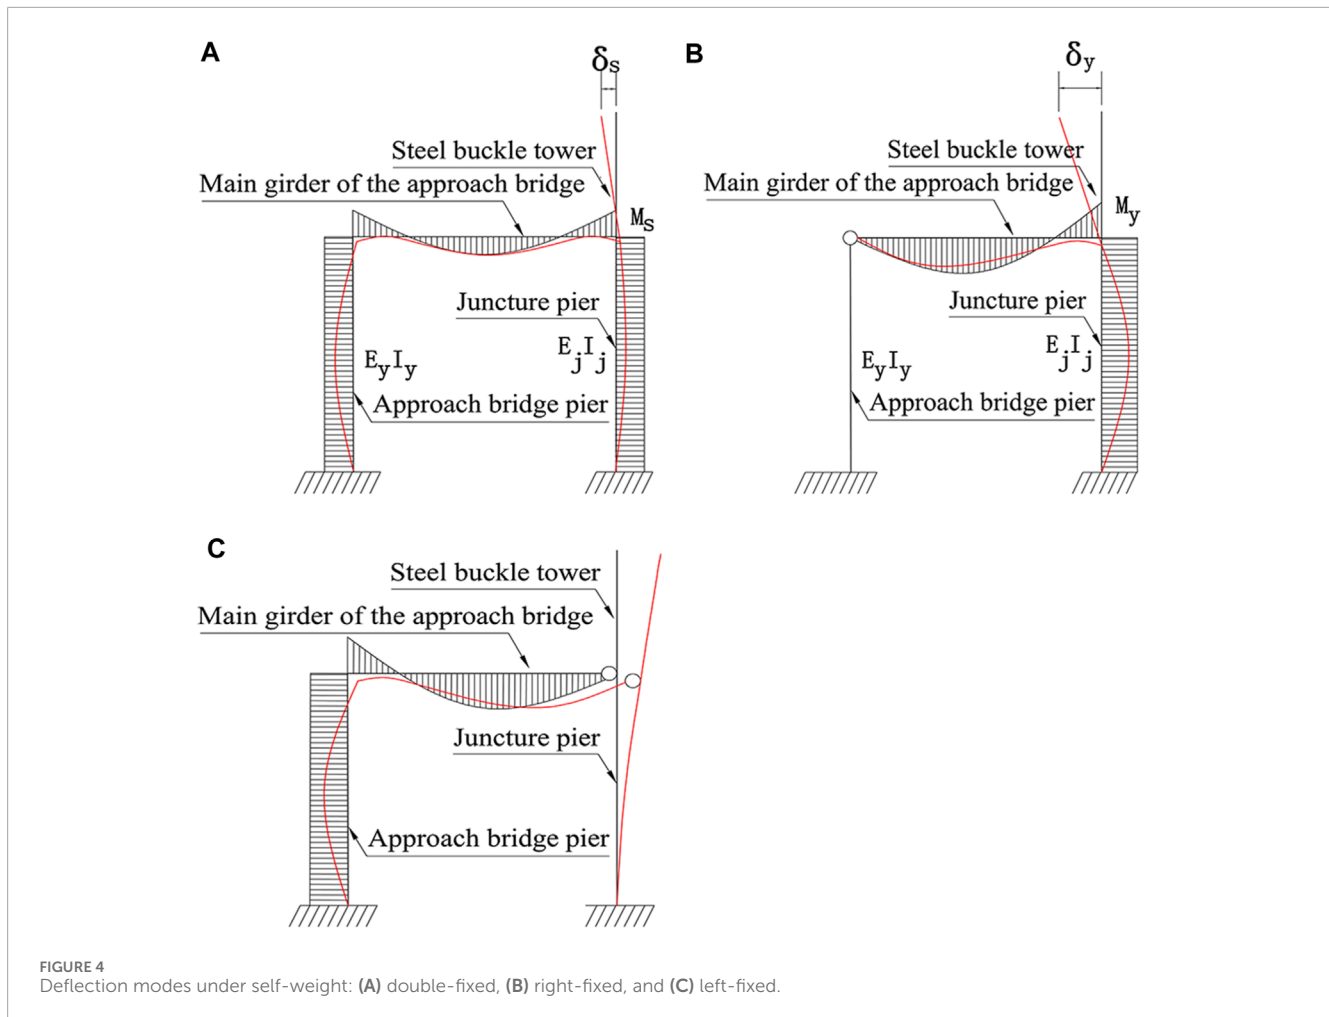 A
δs
Steel buckle tower
Main girder of the approach bridge
Ms
Juncture pier
EyIy
EjIj
Approach bridge pier
B
δy
Steel buckle tower
Main girder of the approach bridge
My
Juncture pier
EyIy
EjIj
Approach bridge pier
C
Steel buckle tower
Main girder of the approach bridge
Juncture pier
Approach bridge pier
FIGURE 4
Deflection modes under self-weight: (A) double-fixed, (B) right-fixed, and (C) left-fixed.